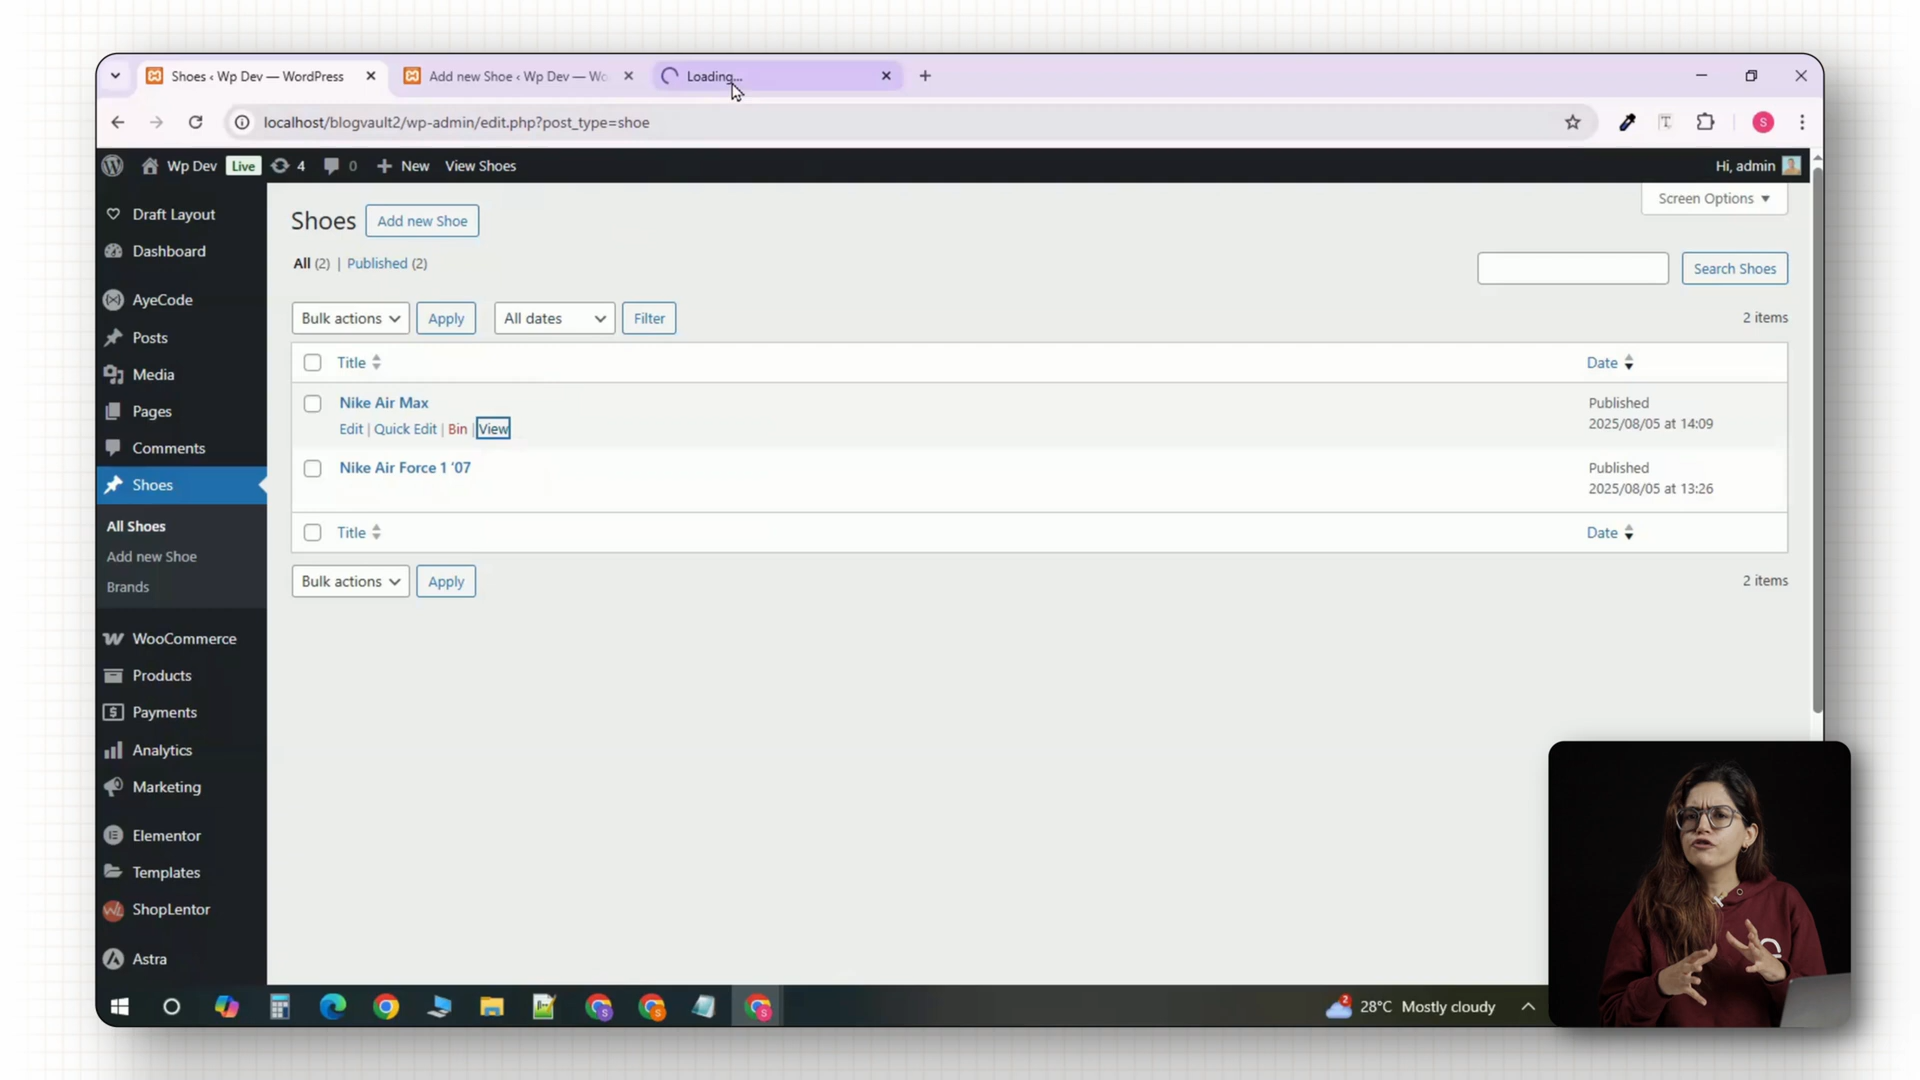 Shoes ‹ Wp Dev — WordPress
Add new Shoe ‹ Wp Dev — Wo
Loading...
localhost/blogvault2/wp-admin/edit.php?post_type=shoe
S
Wp Dev Live 4 0 New View Shoes Hi, admin
Draft Layout
Dashboard
AyeCode
Posts
Media
Pages
Comments
Shoes
All Shoes
Add new Shoe
Brands
WooCommerce
Products
Payments
Analytics
Marketing
Elementor
Templates
ShopLentor
Astra
Screen Options
Shoes Add new Shoe
All (2) | Published (2)
Search Shoes
Bulk actions Apply All dates Filter 2 items
Title Date
Nike Air Max
Edit | Quick Edit | Bin | View
Published
2025/08/05 at 14:09
Nike Air Force 1 '07
Published
2025/08/05 at 13:26
Title Date
Bulk actions Apply 2 items
2 28°C Mostly cloudy